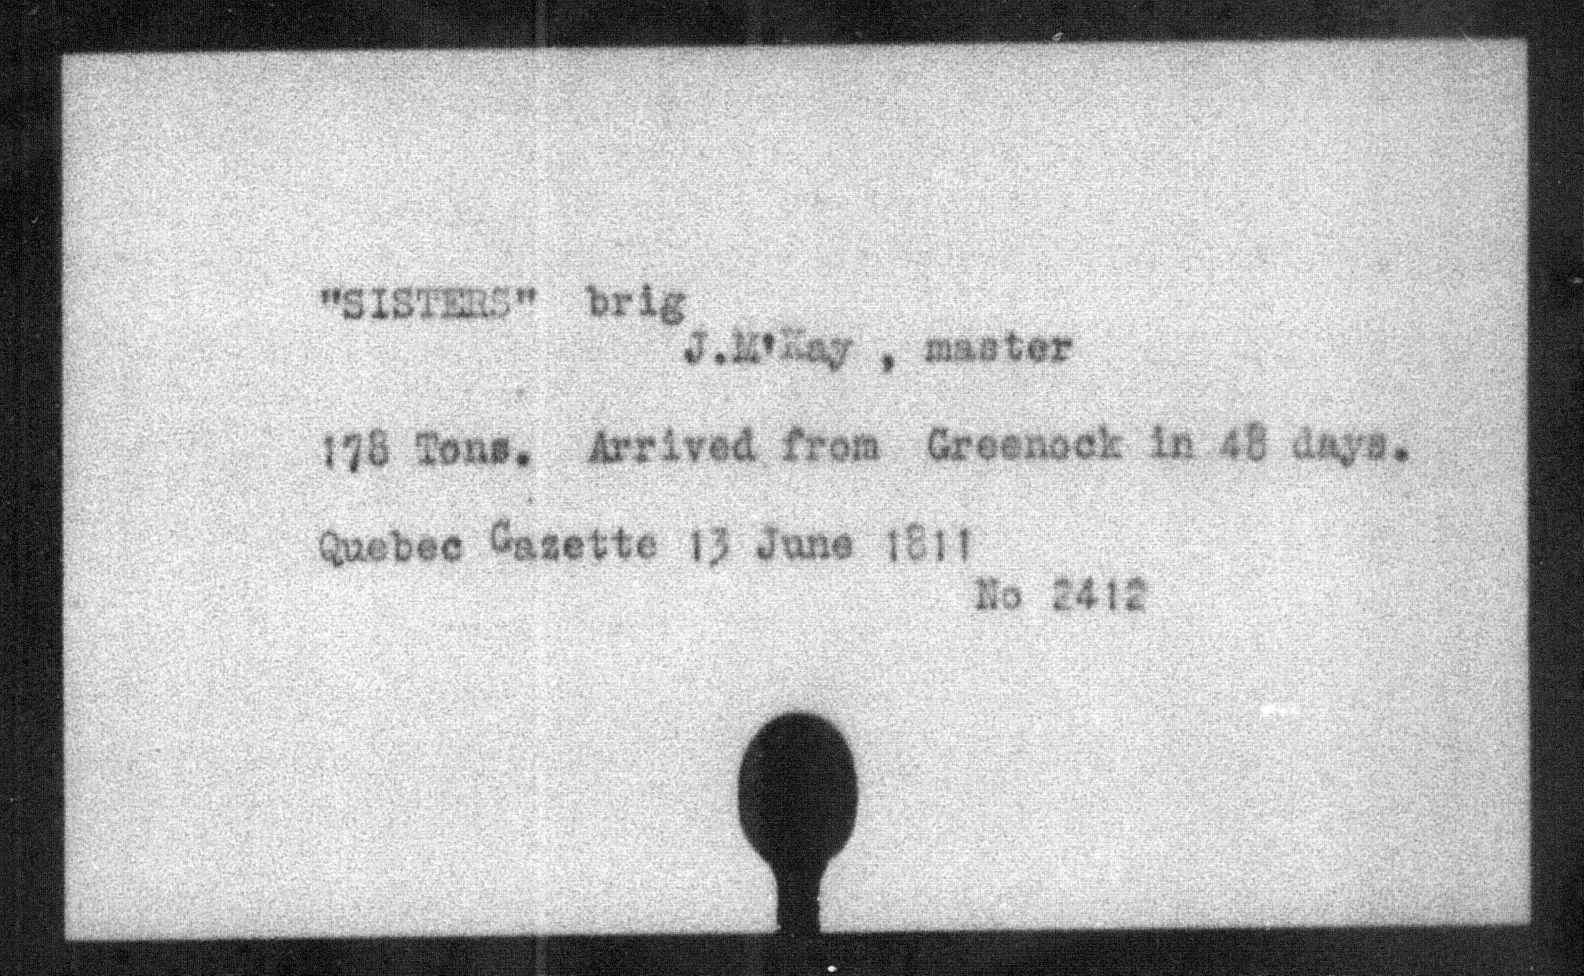 "SISTERS" brig
J.M'Kay , master
178 Tons. Arrived from Greenock in 48 days.
Quebec Gazette 13 June 1811
No 2412